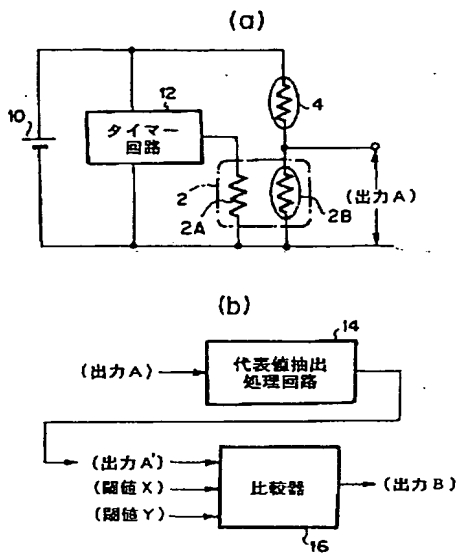 (a)
10
12
タイマー
回路
4
2
2A
2B
(出力A)
(b)
14
(出力A)
代表値抽出
処理回路
(出力A')
(閾値X)
(閾値Y)
比較器
(出力B)
16